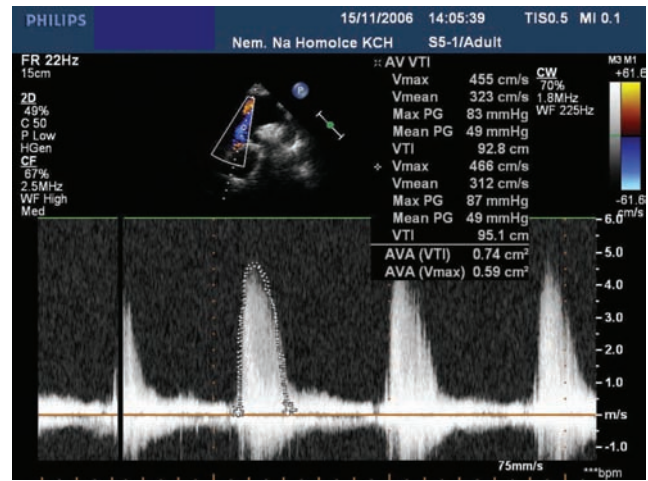 PHILIPS
15/11/2006 14:05:39 TIS0.5 MI 0.1
Nem. Na Homolce KCH S5-1/Adult
FR 22Hz
15cm
2D
49%
C 50
P Low
HGen
CF
67%
2.5MHz
WF High
Med
P
AV VTI
Vmax 455 cm/s
Vmean 323 cm/s
Max PG 83 mmHg
Mean PG 49 mmHg
VTI 92.8 cm
Vmax 466 cm/s
Vmean 312 cm/s
Max PG 87 mmHg
Mean PG 49 mmHg
VTI 95.1 cm
AVA (VTI) 0.74 cm²
AVA (Vmax) 0.59 cm²
CW
70%
1.8MHz
WF 225Hz
M3 M1
+61.6
-61.6
cm/s
-6.0
-5.0
-4.0
-3.0
-2.0
-1.0
-m/s
--1.0
75mm/s
***bpm